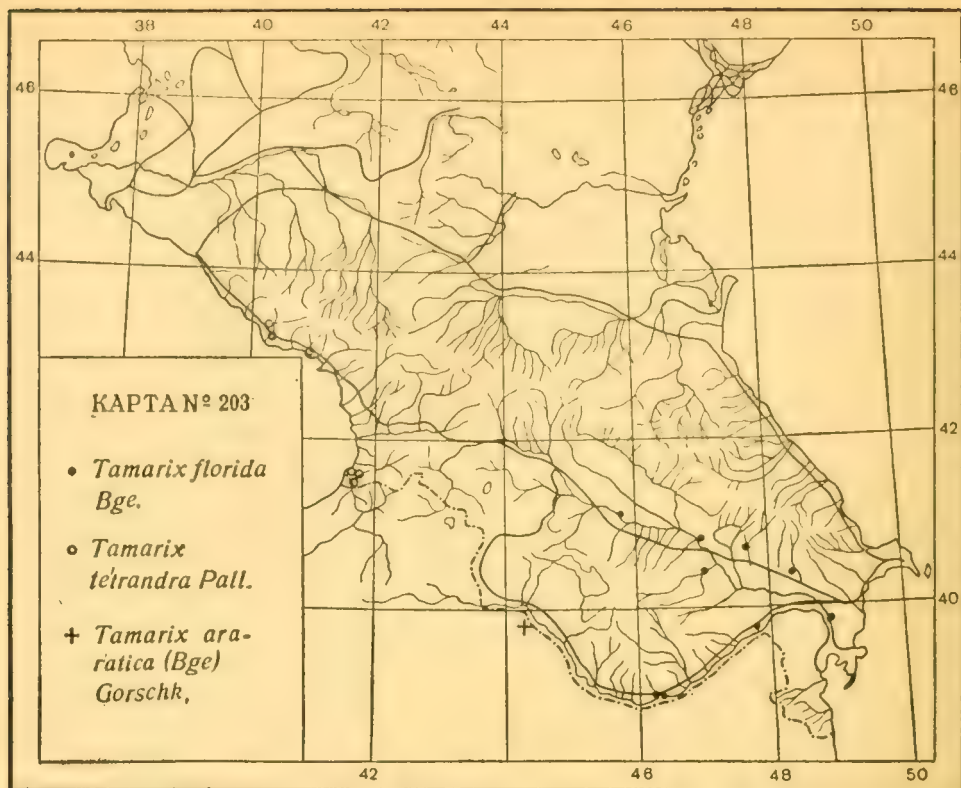 38 40 42 44 46 48 50
46 46
44 44
КАРТА № 203
42 42
• Tamarix florida
Bge.
o Tamarix
tetrandra Pall.
40 40
+ Tamarix ara-
ratica (Bge)
Gorschk,
42 46 48 50